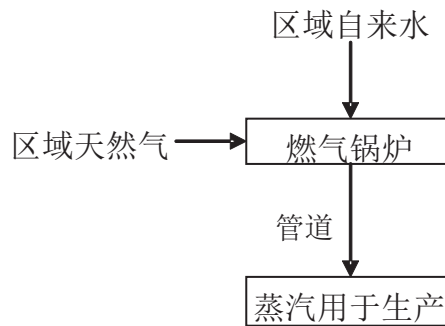 区域自来水
区域天然气
燃气锅炉
管道
蒸汽用于生产